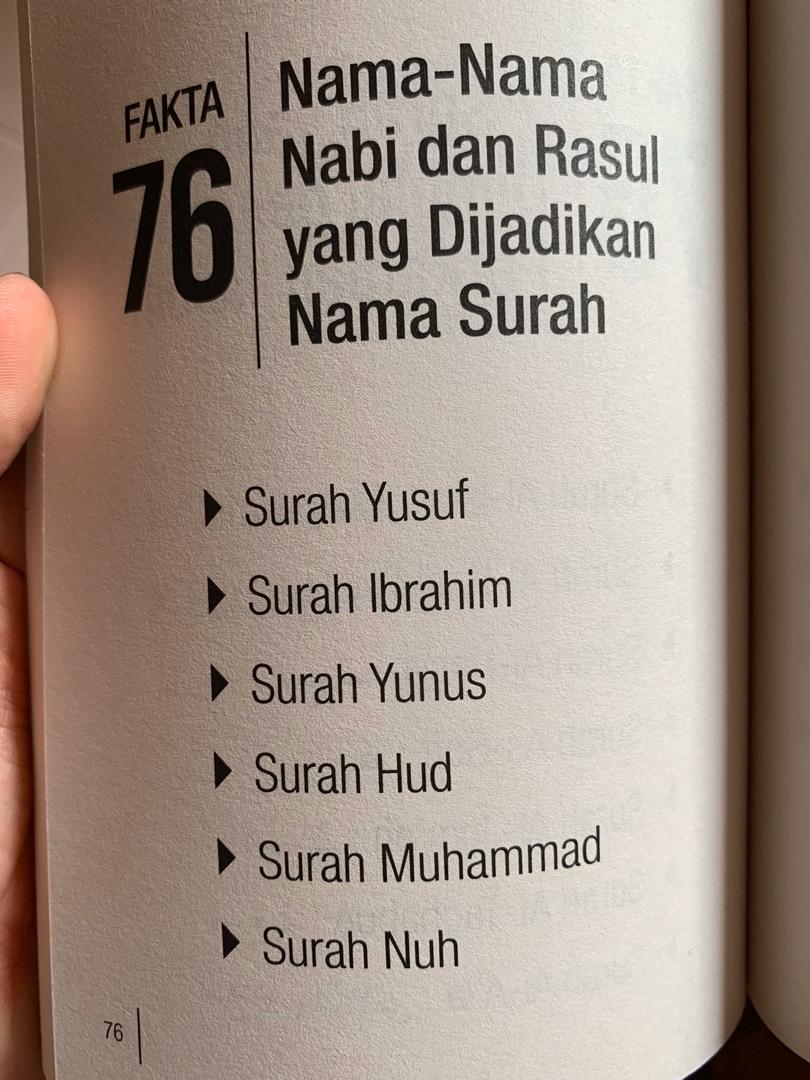 FAKTA
76
Nama-Nama
Nabi dan Rasul
yang Dijadikan
Nama Surah
Surah Yusuf
Surah Ibrahim
Surah Yunus
Surah Hud
Surah Muhammad
Surah Nuh
76